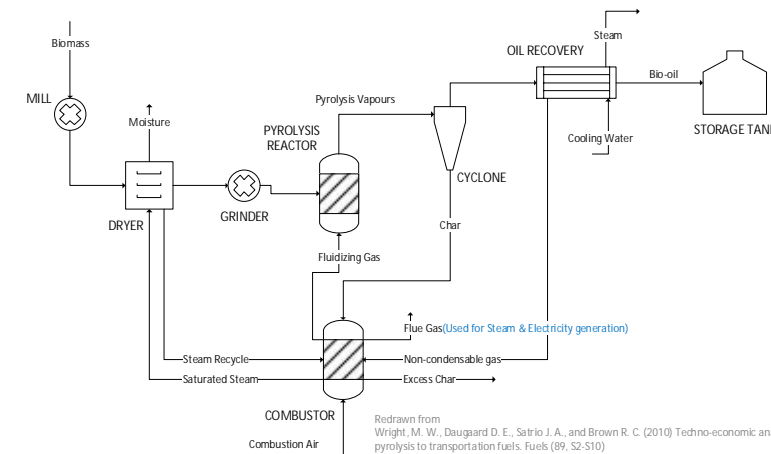 Biomass
MILL
Moisture
DRYER
GRINDER
PYROLYSIS
REACTOR
Pyrolysis Vapours
CYCLONE
OIL RECOVERY
Steam
Bio-oil
Cooling Water
STORAGE TAN
Char
Fluidizing Gas
Flue Gas(Used for Steam & Electricity generation)
Steam Recycle
Non-condensable gas
Saturated Steam
Excess Char
COMBUSTOR
Combustion Air
Redrawn from
Wright, M. W., Daugaard D. E., Satrio J. A., and Brown R. C. (2010) Techno-economic an
pyrolysis to transportation fuels. Fuels (89, S2-S10)